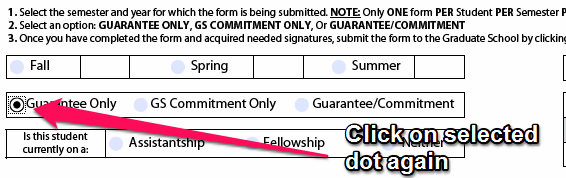 1. Select the semester and year for which the form is being submitted. NOTE: Only ONE form PER Student PER Semester P
2. Select an option: GUARANTEE ONLY, GS COMMITMENT ONLY, Or GUARANTEE/COMMITMENT
3. Once you have completed the form and acquired needed signatures, submit the form to the Graduate School by clicking
Fall Spring Summer
Guarantee Only GS Commitment Only Guarantee/Commitment
Is this student
currently on a:
Assistantship Fellowship Neither
Click on selected
dot again